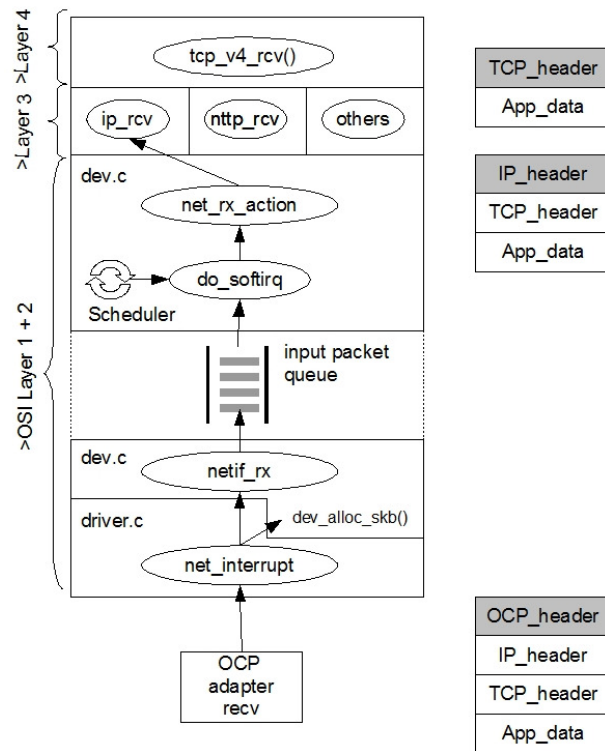 >Layer 4
tcp_v4_rcv()
>Layer 3
ip_rcv
nttp_rcv
others
>OSI Layer 1 + 2
dev.c
net_rx_action
do_softirq
Scheduler
input packet
queue
dev.c
netif_rx
driver.c
dev_alloc_skb()
net_interrupt
OCP
adapter
recv
TCP_header
App_data
IP_header
TCP_header
App_data
OCP_header
IP_header
TCP_header
App_data